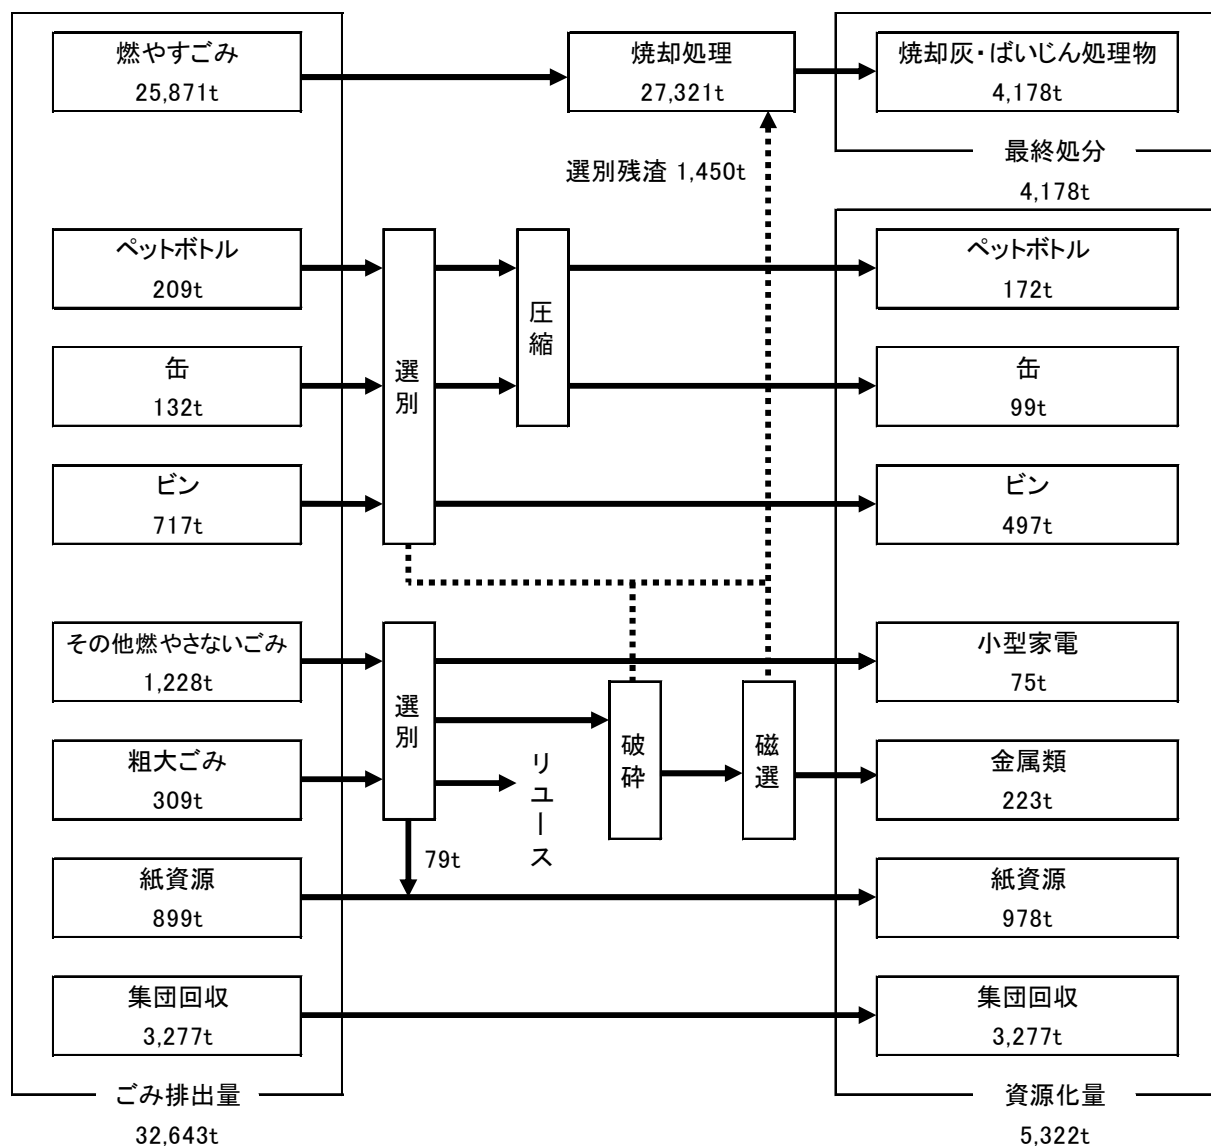 燃やすごみ
25,871t
焼却処理
27,321t
焼却灰・ばいじん処理物
4,178t
選別残渣 1,450t
最終処分
4,178t
ペットボトル
209t
選別
圧縮
ペットボトル
172t
缶
132t
缶
99t
ビン
717t
ビン
497t
その他燃やさないごみ
1,228t
選別
小型家電
75t
粗大ごみ
309t
リユース
破砕
磁選
金属類
223t
79t
紙資源
899t
紙資源
978t
集団回収
3,277t
集団回収
3,277t
ごみ排出量
32,643t
資源化量
5,322t